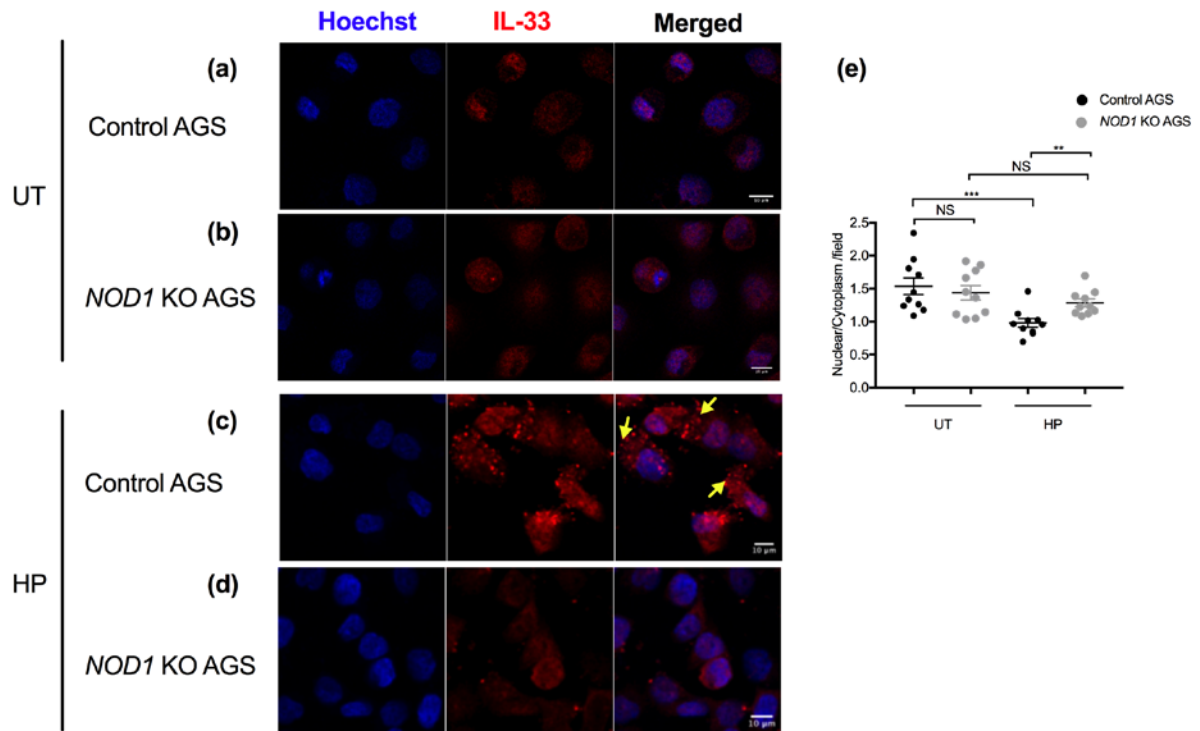 Hoechst IL-33 Merged
(a)
Control AGS
UT
(b)
NOD1 KO AGS
(c)
Control AGS
10 μm
HP
(d)
NOD1 KO AGS
10 μm
(e)
Control AGS
NOD1 KO AGS
**
NS
***
NS
Nuclear/Cytoplasm /field
2.5
2.0
1.5
1.0
0.5
0.0
UT HP